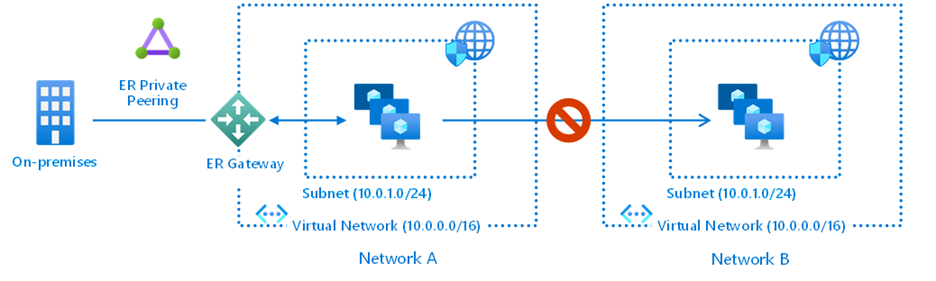 ER Private
Peering
On-premises
ER Gateway
Subnet (10.0.1.0/24)
Virtual Network (10.0.0.0/16)
Network A
Subnet (10.0.1.0/24)
Virtual Network (10.0.0.0/16)
Network B